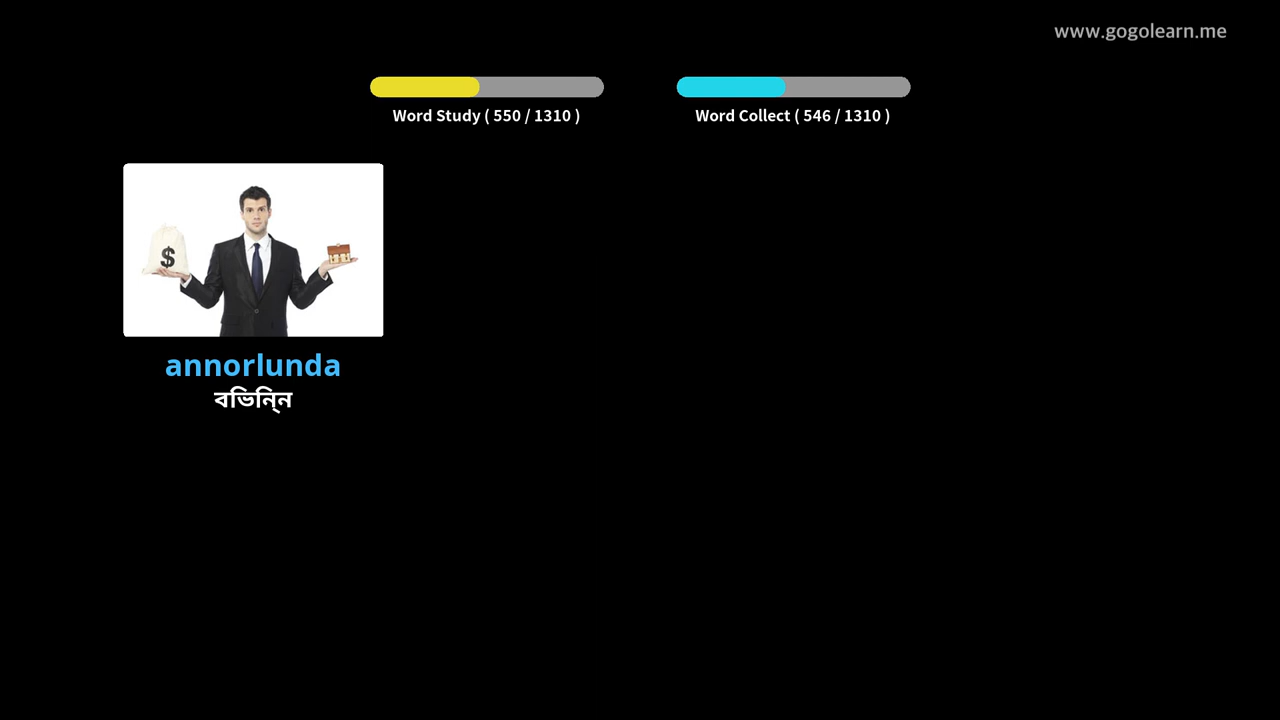 www.gogolearn.me
Word Study ( 550 / 1310 )
Word Collect ( 546 / 1310 )
$
annorlunda
বভিনি্ন